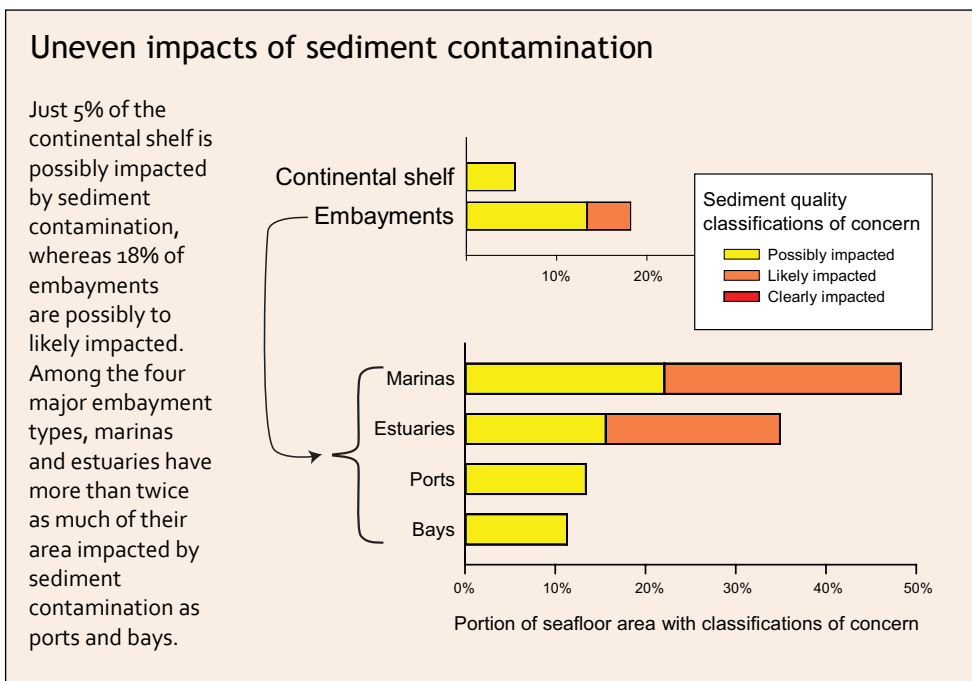 Uneven impacts of sediment contamination
Just 5% of the
continental shelf is
possibly impacted
by sediment
contamination,
whereas 18% of
embayments
are possibly to
likely impacted.
Among the four
major embayment
types, marinas
and estuaries have
more than twice
as much of their
area impacted by
sediment
contamination as
ports and bays.
Continental shelf
Embayments
10% 20%
Sediment quality
classifications of concern
Possibly impacted
Likely impacted
Clearly impacted
Marinas
Estuaries
Ports
Bays
0% 10% 20% 30% 40% 50%
Portion of seafloor area with classifications of concern